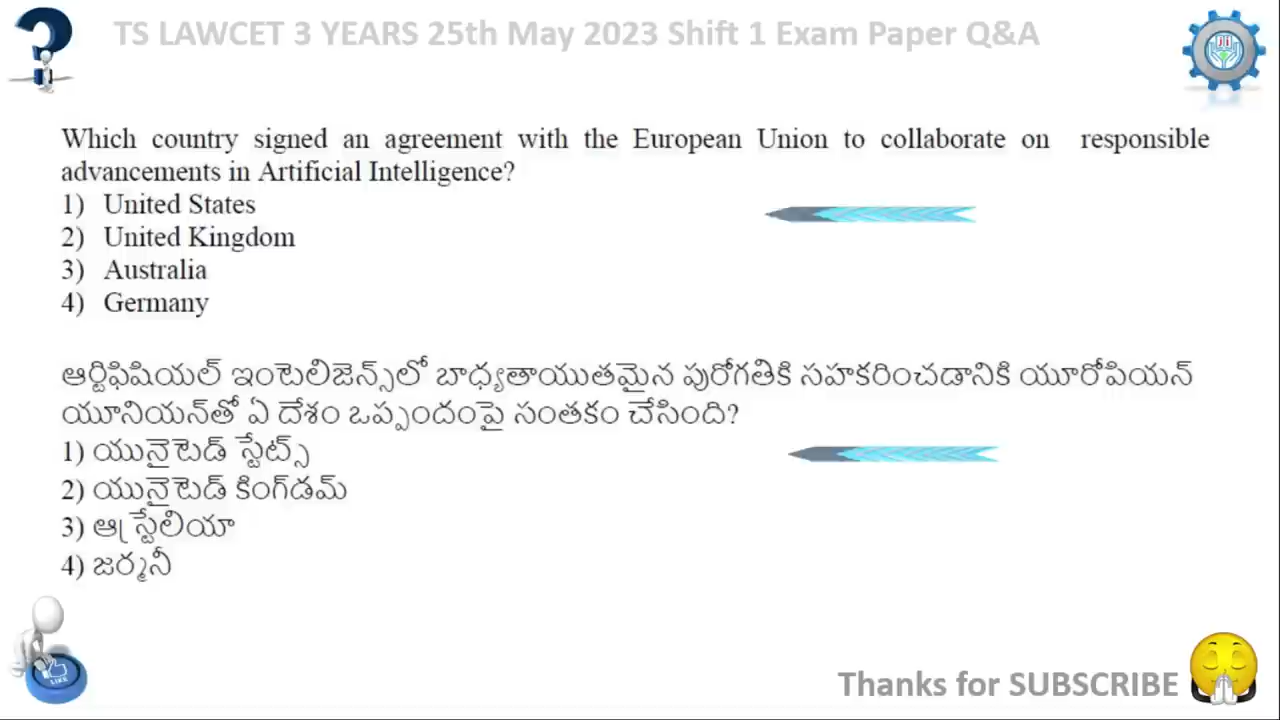 TS LAWCET 3 YEARS 25th May 2023 Shift 1 Exam Paper Q&A
Which country signed an agreement with the European Union to collaborate on responsible
advancements in Artificial Intelligence?
1) United States
2) United Kingdom
3) Australia
4) Germany
ఆర్టిఫిషియల్ ఇంటెలిజెన్స్‌లో బాధ్యతాయుతమైన పురోగతికి సహకరించడానికి యూరోపియన్
యూనియన్‌తో ఏ దేశం ఒప్పందంపై సంతకం చేసింది?
1) యునైటెడ్ స్టేట్స్
2) యునైటెడ్ కింగ్‌డమ్
3) ఆస్ట్రేలియా
4) జర్మనీ
LIKE
Thanks for SUBSCRIBE